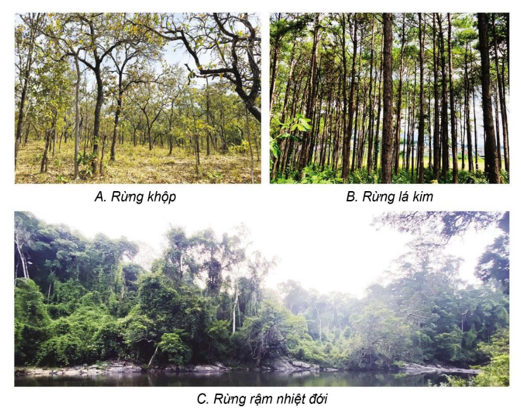 A. Rừng khộp
B. Rừng lá kim
C. Rừng rậm nhiệt đới